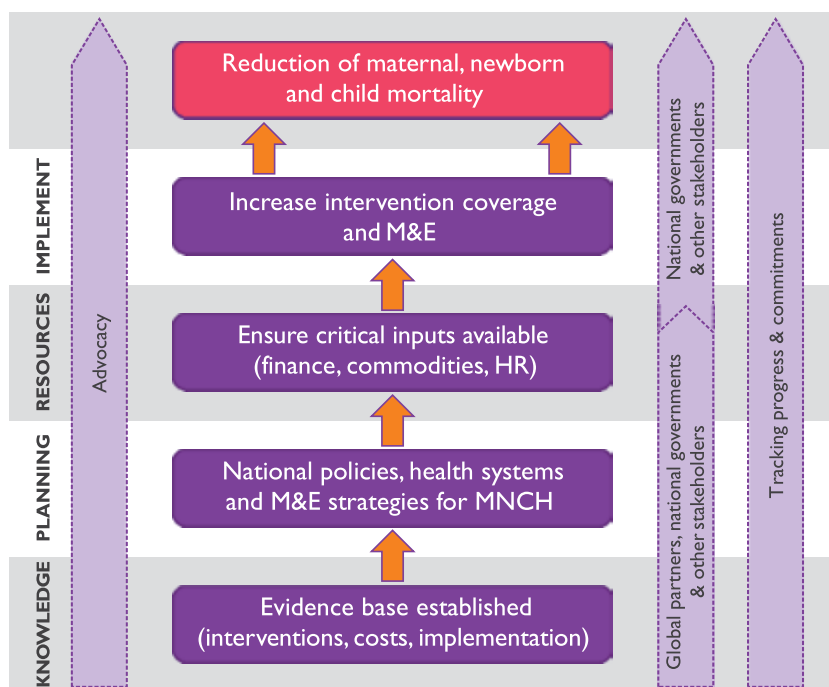 Reduction of maternal, newborn
and child mortality
IMPLEMENT
Increase intervention coverage
and M&E
RESOURCES
Ensure critical inputs available
(finance, commodities, HR)
PLANNING
National policies, health systems
and M&E strategies for MNCH
KNOWLEDGE
Evidence base established
(interventions, costs, implementation)
Advocacy
National governments
& other stakeholders
Global partners, national governments
& other stakeholders
Tracking progress & commitments